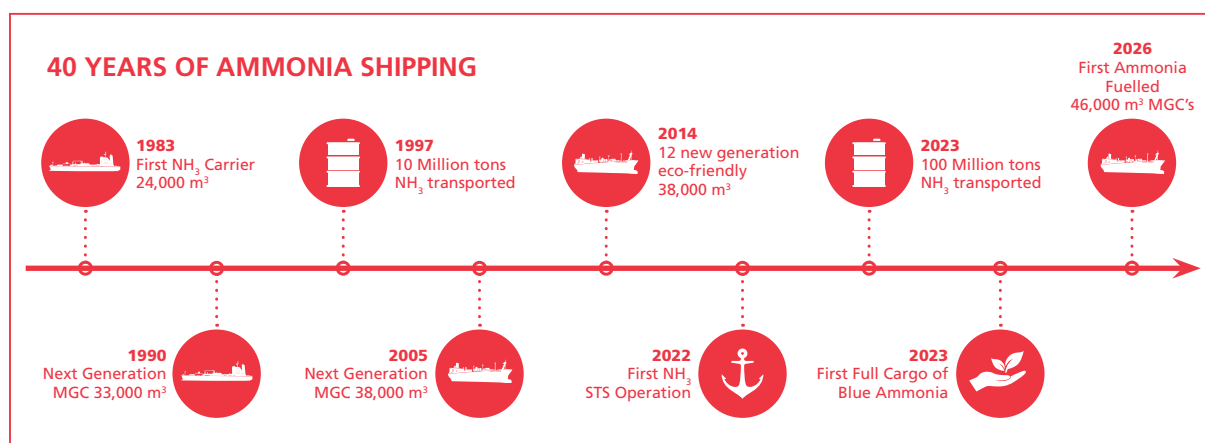 40 YEARS OF AMMONIA SHIPPING
1983
First NH₃ Carrier
24,000 m³
1990
Next Generation
MGC 33,000 m³
1997
10 Million tons
NH₃ transported
2005
Next Generation
MGC 38,000 m³
2014
12 new generation
eco-friendly
38,000 m³
2022
First NH₃
STS Operation
2023
100 Million tons
NH₃ transported
2023
First Full Cargo of
Blue Ammonia
2026
First Ammonia
Fuelled
46,000 m³ MGC's